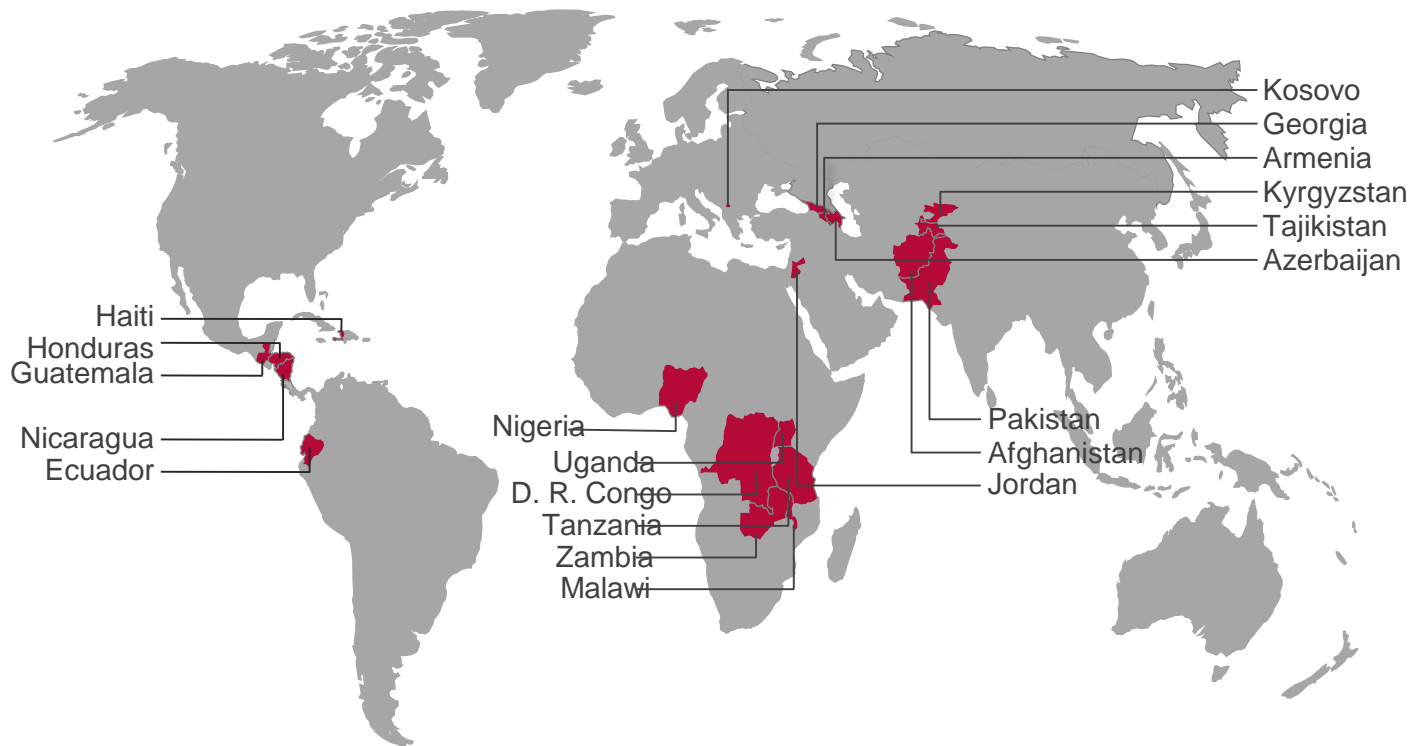 Kosovo
Georgia
Armenia
Kyrgyzstan
Tajikistan
Azerbaijan
Haiti
Honduras
Guatemala
Nicaragua
Ecuador
Nigeria
Uganda
D. R. Congo
Tanzania
Zambia
Malawi
Pakistan
Afghanistan
Jordan